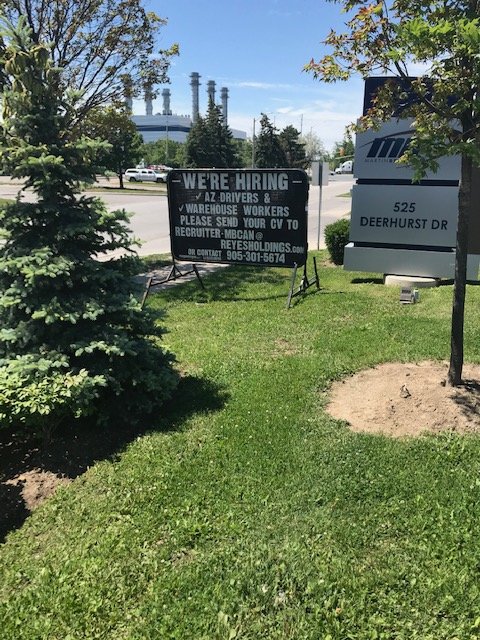 WE'RE HIRING
✓ AZ DRIVERS &
✓ WAREHOUSE WORKERS
PLEASE SEND YOUR CV TO
RECRUITER-MBCAN@
REYESHOLDINGS.COM
OR CONTACT 905-301-5674
MARTIN
525
DEERHURST DR